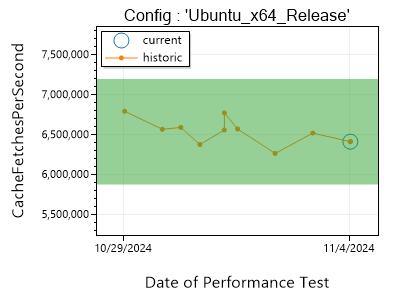 Config : 'Ubuntu_x64_Release'
current
historic
7,500,000
7,000,000
6,500,000
6,000,000
5,500,000
CacheFetchesPerSecond
10/29/2024
11/4/2024
Date of Performance Test